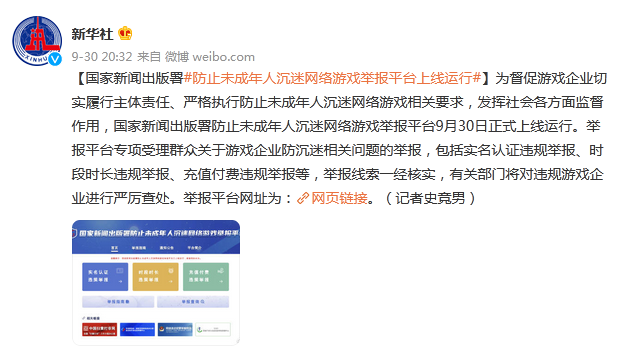 XINHUA
新华社
9-30 20:32 来自 微博 weibo.com
【国家新闻出版署#防止未成年人沉迷网络游戏举报平台上线运行#】为督促游戏企业切
实履行主体责任、严格执行防止未成年人沉迷网络游戏相关要求，发挥社会各方面监督
作用，国家新闻出版署防止未成年人沉迷网络游戏举报平台9月30日正式上线运行。举
报平台专项受理群众关于游戏企业防沉迷相关问题的举报，包括实名认证违规举报、时
段时长违规举报、充值付费违规举报等，举报线索一经核实，有关部门将对违规游戏企
业进行严厉查处。举报平台网址为：网页链接。（记者史竞男）
国家新闻出版署防止未成年人沉迷网络游戏举报
首页
实名认证 时段时长 充值付费
违规举报 违规举报 违规举报